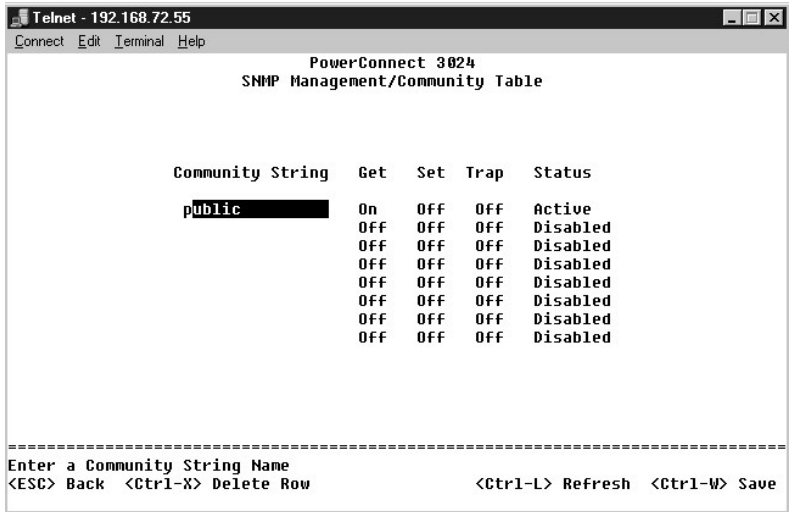 Telnet - 192.168.72.55
Connect Edit Terminal Help
PowerConnect 3024
SNMP Management/Community Table
Community String Get Set Trap Status
public On Off Off Active
Off Off Off Disabled
Off Off Off Disabled
Off Off Off Disabled
Off Off Off Disabled
Off Off Off Disabled
Off Off Off Disabled
Off Off Off Disabled
================================================================================
Enter a Community String Name
<ESC> Back <Ctrl-X> Delete Row <Ctrl-L> Refresh <Ctrl-W> Save